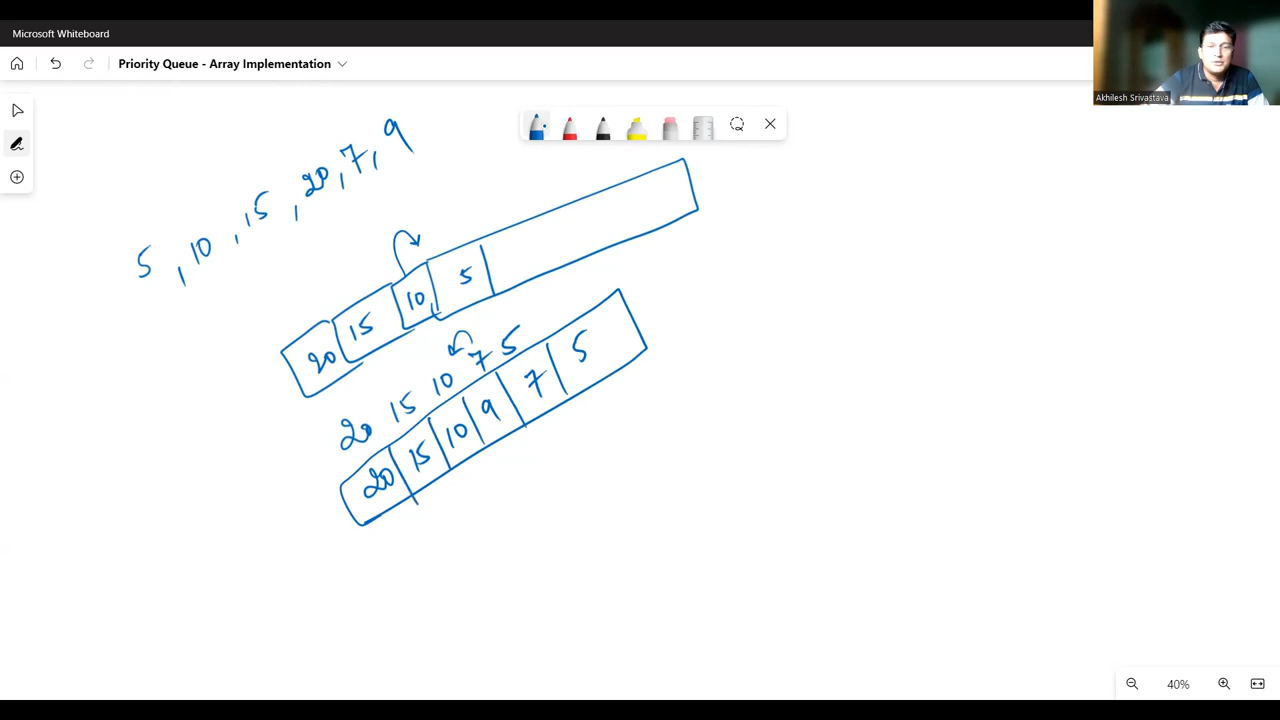 Microsoft Whiteboard
Priority Queue - Array Implementation
Akhilesh Srivastava
5, 10, 15, 20, 7, 9
20 15 10 5
20 15 10 7 5
20 15 10 9 7 5
40%